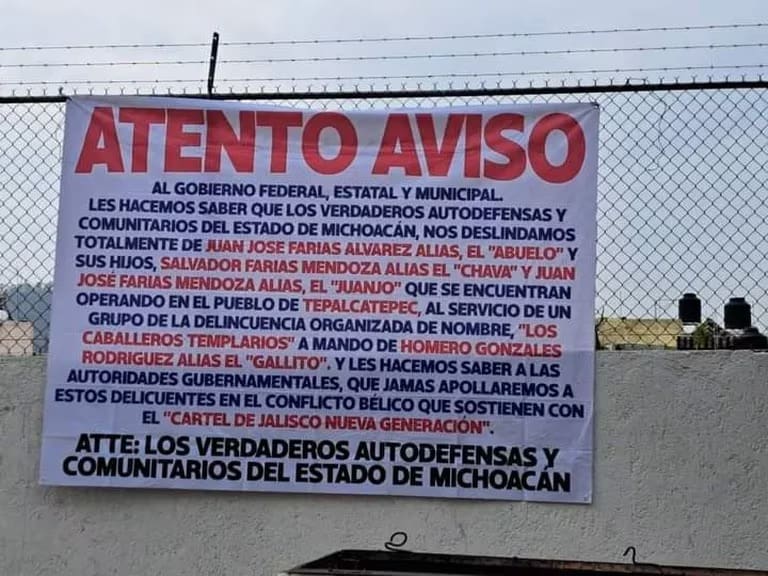 ATENTO AVISO
AL GOBIERNO FEDERAL, ESTATAL Y MUNICIPAL.
LES HACEMOS SABER QUE LOS VERDADEROS AUTODEFENSAS Y
COMUNITARIOS DEL ESTADO DE MICHOACÁN, NOS DESLINDAMOS
TOTALMENTE DE JUAN JOSE FARIAS ALVAREZ ALIAS, EL "ABUELO" Y
SUS HIJOS, SALVADOR FARIAS MENDOZA ALIAS EL "CHAVA" Y JUAN
JOSÉ FARIAS MENDOZA ALIAS, EL "JUANJO" QUE SE ENCUENTRAN
OPERANDO EN EL PUEBLO DE TEPALCATEPEC, AL SERVICIO DE UN
GRUPO DE LA DELINCUENCIA ORGANIZADA DE NOMBRE, "LOS
CABALLEROS TEMPLARIOS" A MANDO DE HOMERO GONZALES
RODRIGUEZ ALIAS EL "GALLITO". Y LES HACEMOS SABER A LAS
AUTORIDADES GUBERNAMENTALES, QUE JAMAS APOLLAREMOS A
ESTOS DELICUENTES EN EL CONFLICTO BÉLICO QUE SOSTIENEN CON
EL "CARTEL DE JALISCO NUEVA GENERACIÓN".
ATTE: LOS VERDADEROS AUTODEFENSAS Y
COMUNITARIOS DEL ESTADO DE MICHOACÁN